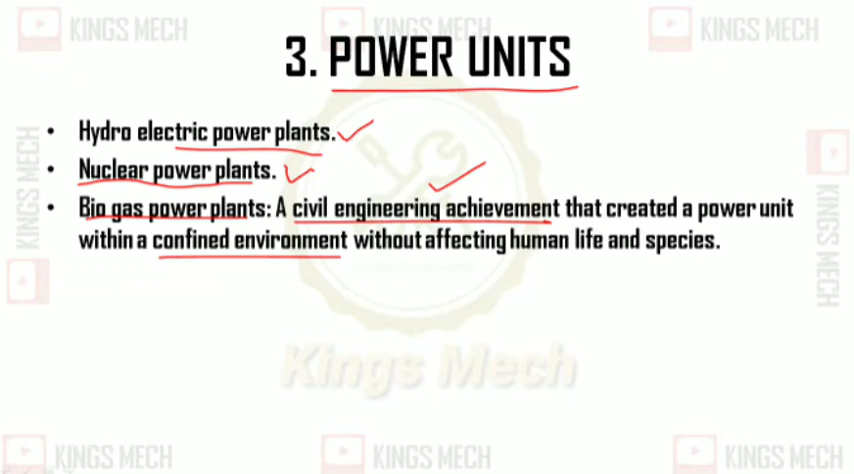 KINGS MECH KINGS MECH KINGS MECH
3. POWER UNITS
• Hydro electric power plants.
• Nuclear power plants.
• Bio gas power plants: A civil engineering achievement that created a power unit
within a confined environment without affecting human life and species.
KINGS MECH
KINGS MECH
Kings Mech
KINGS MECH KINGS MECH KINGS MECH